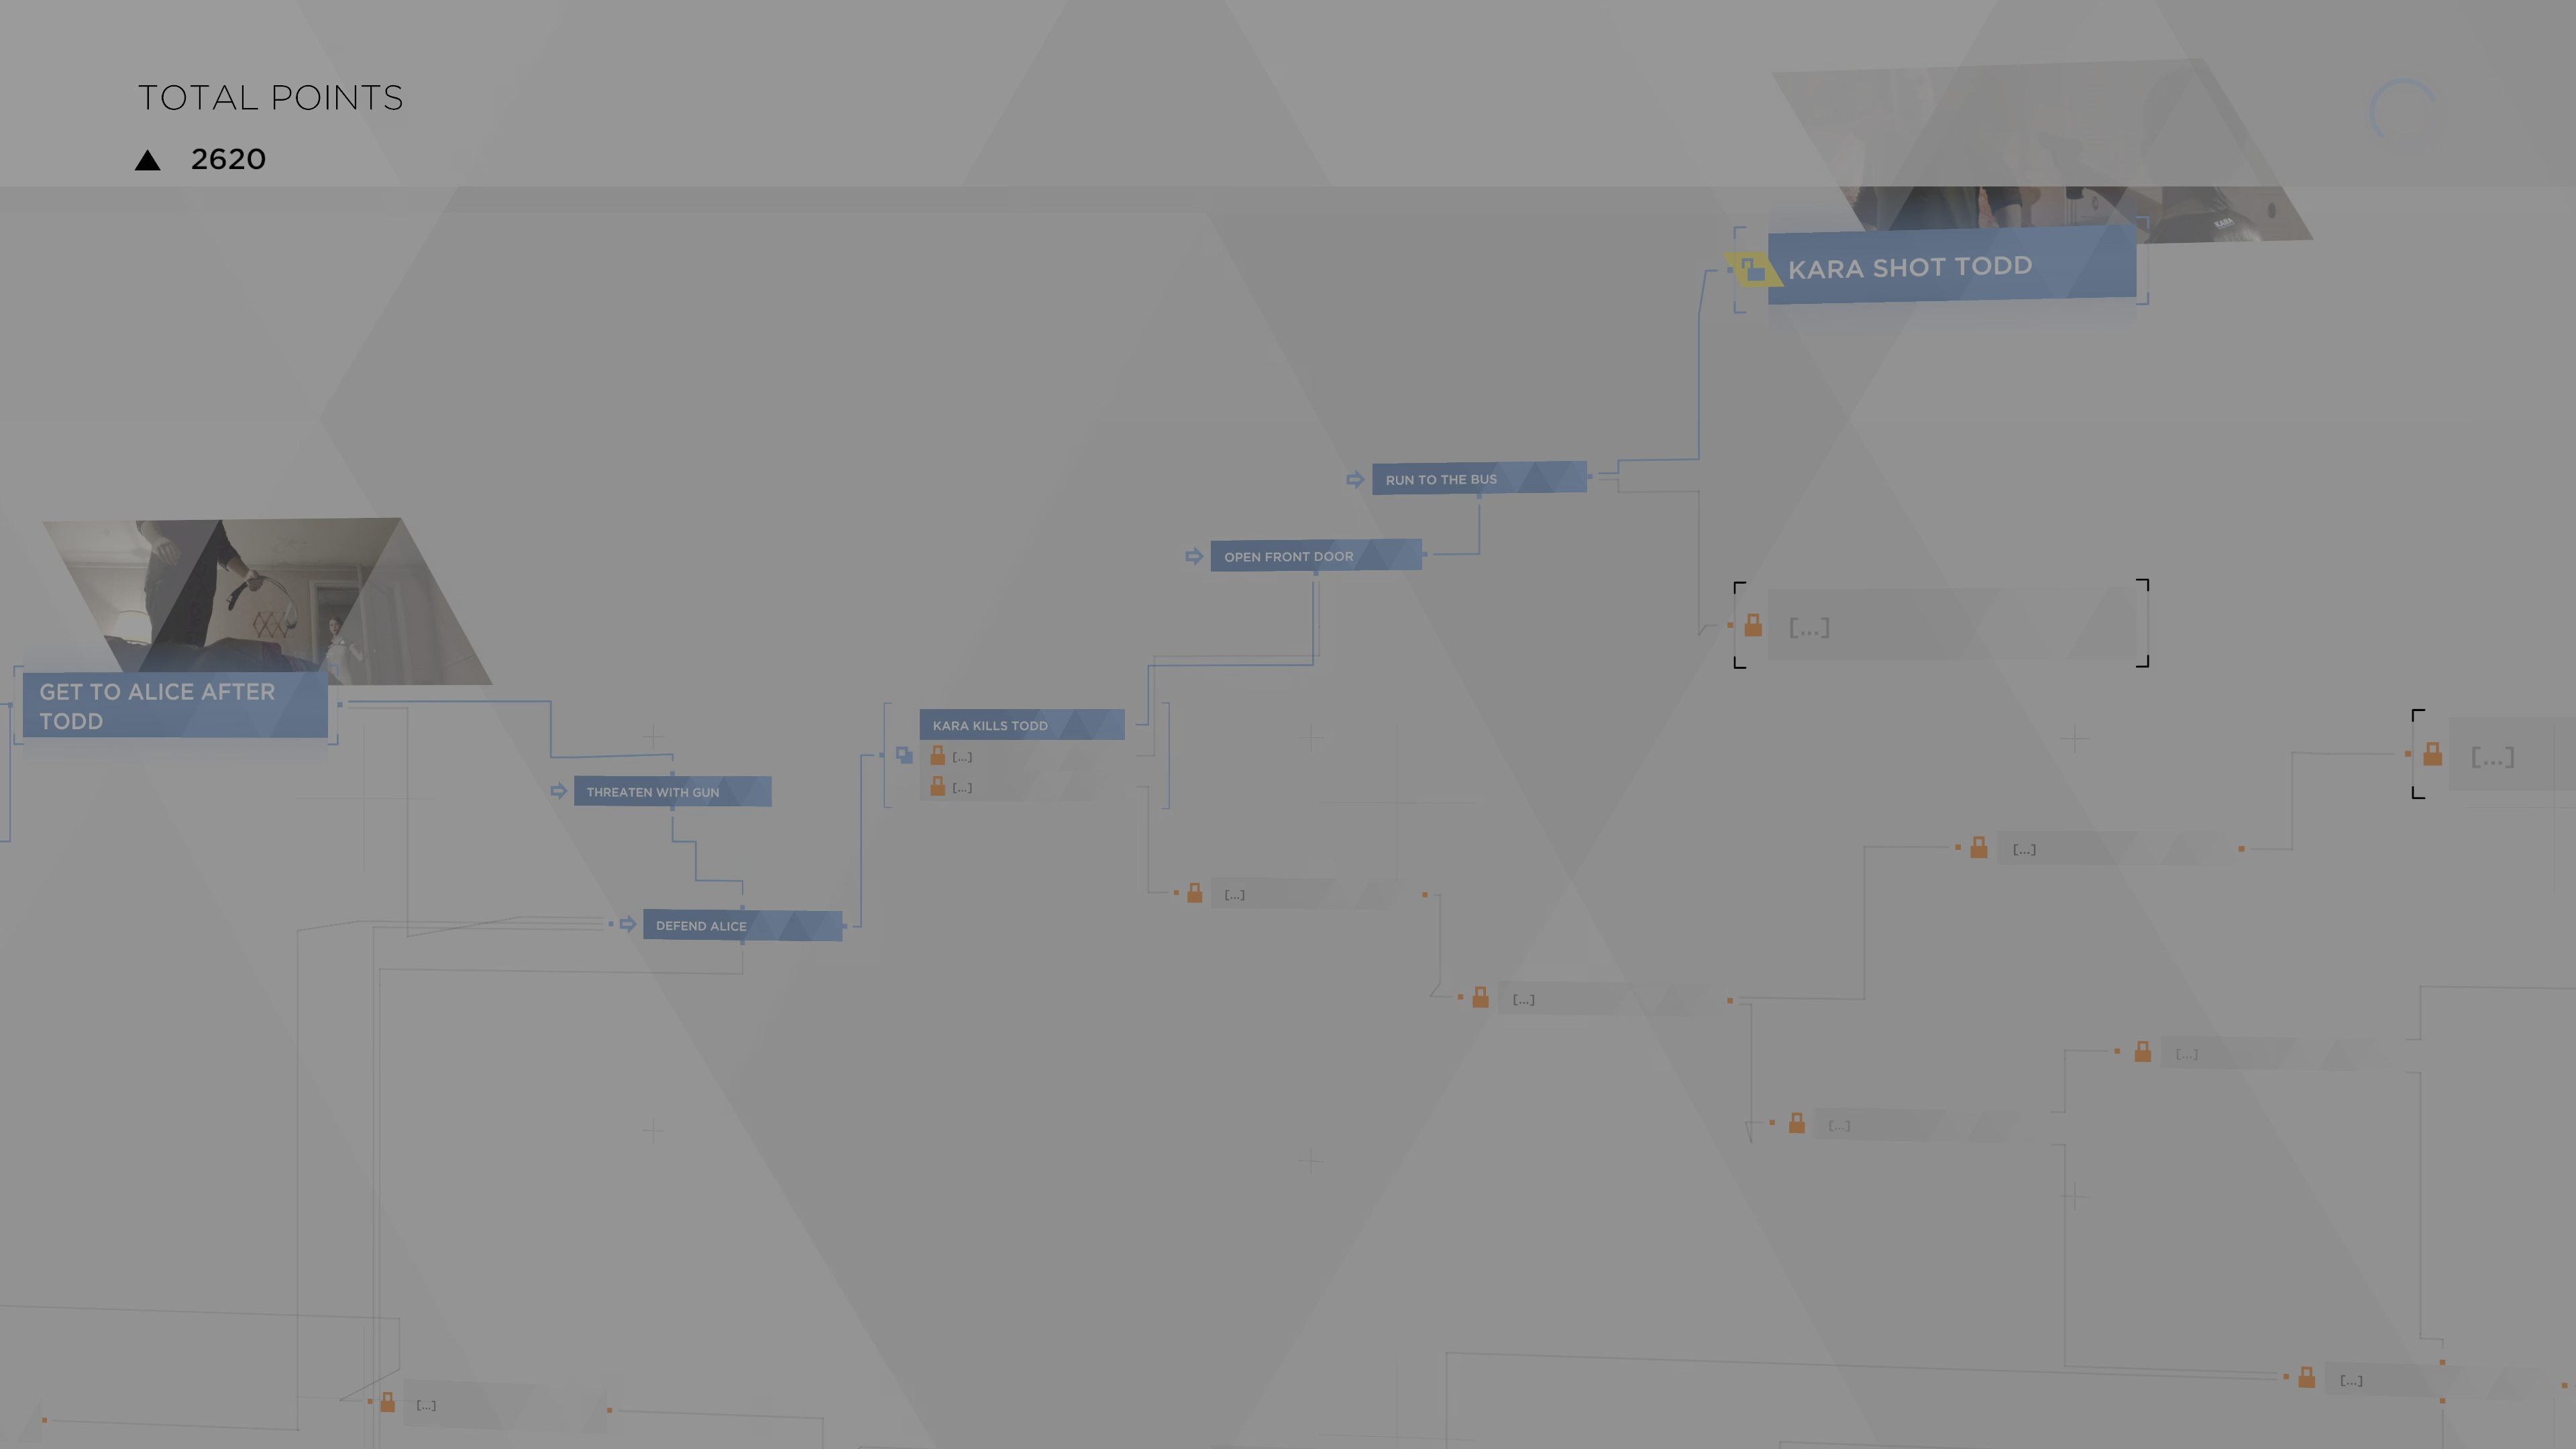 TOTAL POINTS
2620
KARA
KARA SHOT TODD
RUN TO THE BUS
OPEN FRONT DOOR
[...]
GET TO ALICE AFTER
TODD
KARA KILLS TODD
[...]
[...]
THREATEN WITH GUN
[...]
[...]
[...]
DEFEND ALICE
[...]
[...]
[...]
[...]
[...]